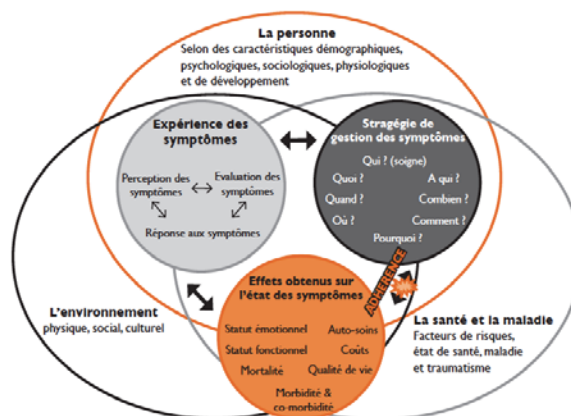 La personne
Selon des caractéristiques démographiques,
psychologiques, sociologiques, physiologiques
et de développement
Expérience des
symptômes
Perception des
symptômes
Evaluation des
symptômes
Réponse aux symptômes
Stragégie de
gestion des symptômes
Qui ? (soigne)
Quoi ?
A qui ?
Quand ?
Combien ?
Où ?
Comment ?
Pourquoi ?
ADHERENCE
Effets obtenus sur
l'état des symptômes
Statut émotionnel
Auto-soins
Statut fonctionnel
Coûts
Mortalité
Qualité de vie
Morbidité &
co-morbidité
L'environnement
physique, social, culturel
La santé et la maladie
Facteurs de risques,
état de santé, maladie
et traumatisme